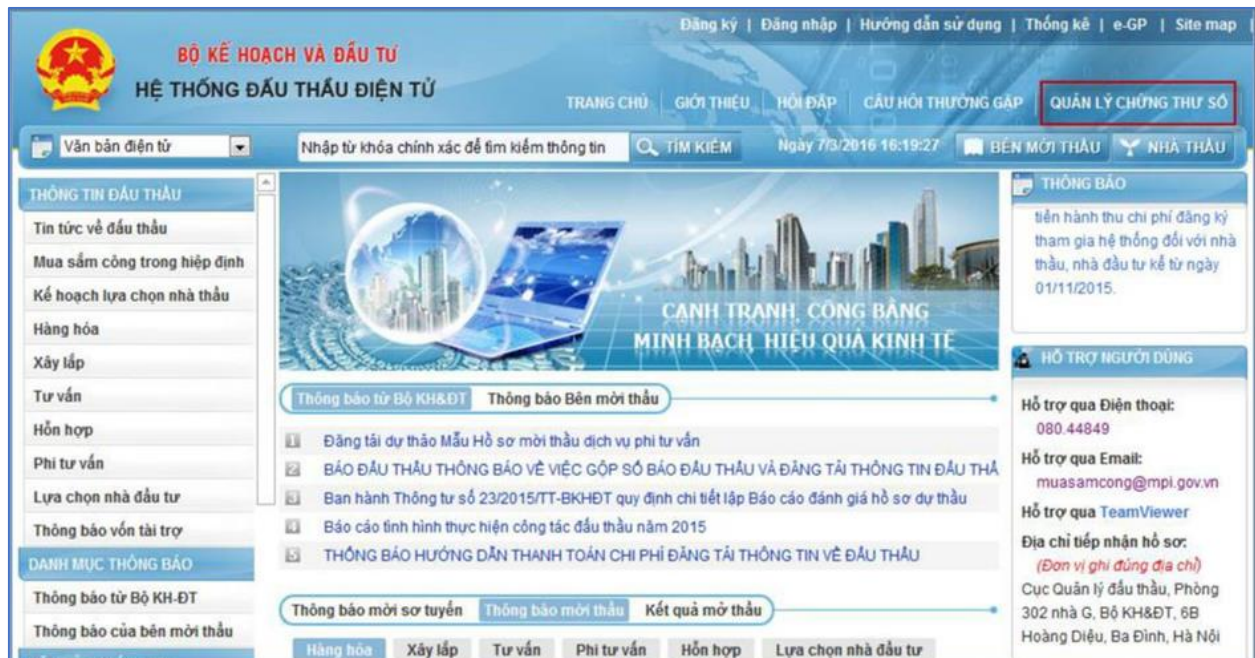 Đăng ký | Đăng nhập | Hướng dẫn sử dụng | Thống kê | e-GP | Site map |
BỘ KẾ HOẠCH VÀ ĐẦU TƯ
HỆ THỐNG ĐẤU THẦU ĐIỆN TỬ
TRANG CHỦ | GIỚI THIỆU | HỎI ĐÁP | CÂU HỎI THƯỜNG GẶP | QUẢN LÝ CHỨNG THƯ SỐ
Văn bản điện tử
Nhập từ khóa chính xác để tìm kiếm thông tin TÌM KIẾM Ngày 7/3/2016 16:19:27 BÊN MỜI THẦU NHÀ THẦU
THÔNG TIN ĐẤU THẦU
Tin tức về đấu thầu
Mua sắm công trong hiệp định
Kế hoạch lựa chọn nhà thầu
Hàng hóa
Xây lắp
Tư vấn
Hỗn hợp
Phi tư vấn
Lựa chọn nhà đầu tư
Thông báo vốn tài trợ
DANH MỤC THÔNG BÁO
Thông báo từ Bộ KH-ĐT
Thông báo của bên mời thầu
CẠNH TRANH, CÔNG BẰNG
MINH BẠCH, HIỆU QUẢ KINH TẾ
Thông báo từ Bộ KH&ĐT Thông báo Bên mời thầu
1 Đăng tải dự thảo Mẫu Hồ sơ mời thầu dịch vụ phi tư vấn
2 BÁO ĐẤU THẦU THÔNG BÁO VỀ VIỆC GỘP SỐ BÁO ĐẤU THẦU VÀ ĐĂNG TẢI THÔNG TIN ĐẤU THẦ
3 Ban hành Thông tư số 23/2015/TT-BKHĐT quy định chi tiết lập Báo cáo đánh giá hồ sơ dự thầu
4 Báo cáo tình hình thực hiện công tác đấu thầu năm 2015
5 THÔNG BÁO HƯỚNG DẪN THANH TOÁN CHI PHÍ ĐĂNG TẢI THÔNG TIN VỀ ĐẤU THẦU
Thông báo mời sơ tuyển Thông báo mời thầu Kết quả mở thầu
Hàng hóa Xây lắp Tư vấn Phi tư vấn Hỗn hợp Lựa chọn nhà đầu tư
THÔNG BÁO
tiến hành thu chi phí đăng ký
tham gia hệ thống đối với nhà
thầu, nhà đầu tư kể từ ngày
01/11/2015.
HỖ TRỢ NGƯỜI DÙNG
Hỗ trợ qua Điện thoại:
080.44849
Hỗ trợ qua Email:
muasamcong@mpi.gov.vn
Hỗ trợ qua TeamViewer
Địa chỉ tiếp nhận hồ sơ:
(Đơn vị ghi đúng địa chỉ)
Cục Quản lý đấu thầu, Phòng
302 nhà G, Bộ KH&ĐT, 6B
Hoàng Diệu, Ba Đình, Hà Nội